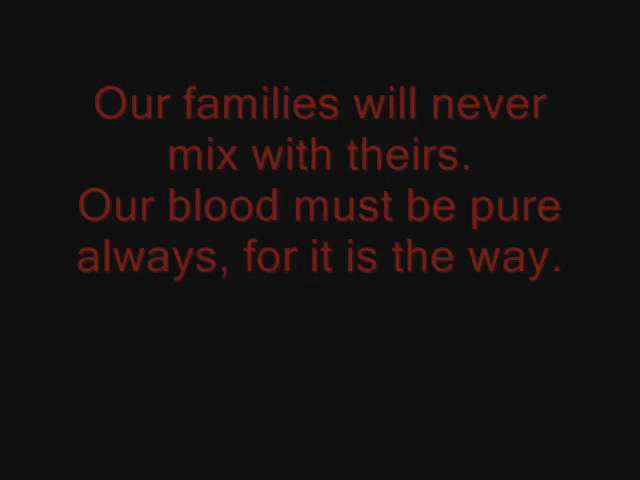 Our families will never
mix with theirs.
Our blood must be pure
always, for it is the way.